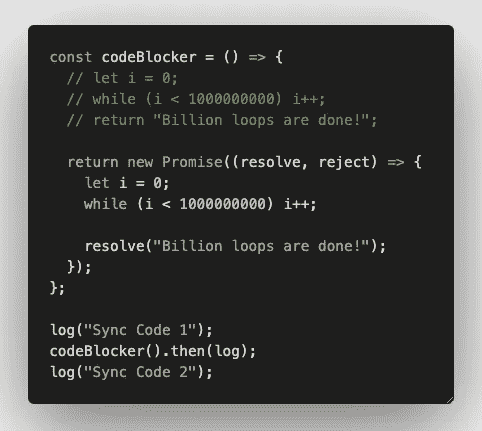 const codeBlocker = () => {
  // let i = 0;
  // while (i < 1000000000) i++;
  // return "Billion loops are done!";

  return new Promise((resolve, reject) => {
    let i = 0;
    while (i < 1000000000) i++;

    resolve("Billion loops are done!");
  });
};

log("Sync Code 1");
codeBlocker().then(log);
log("Sync Code 2");